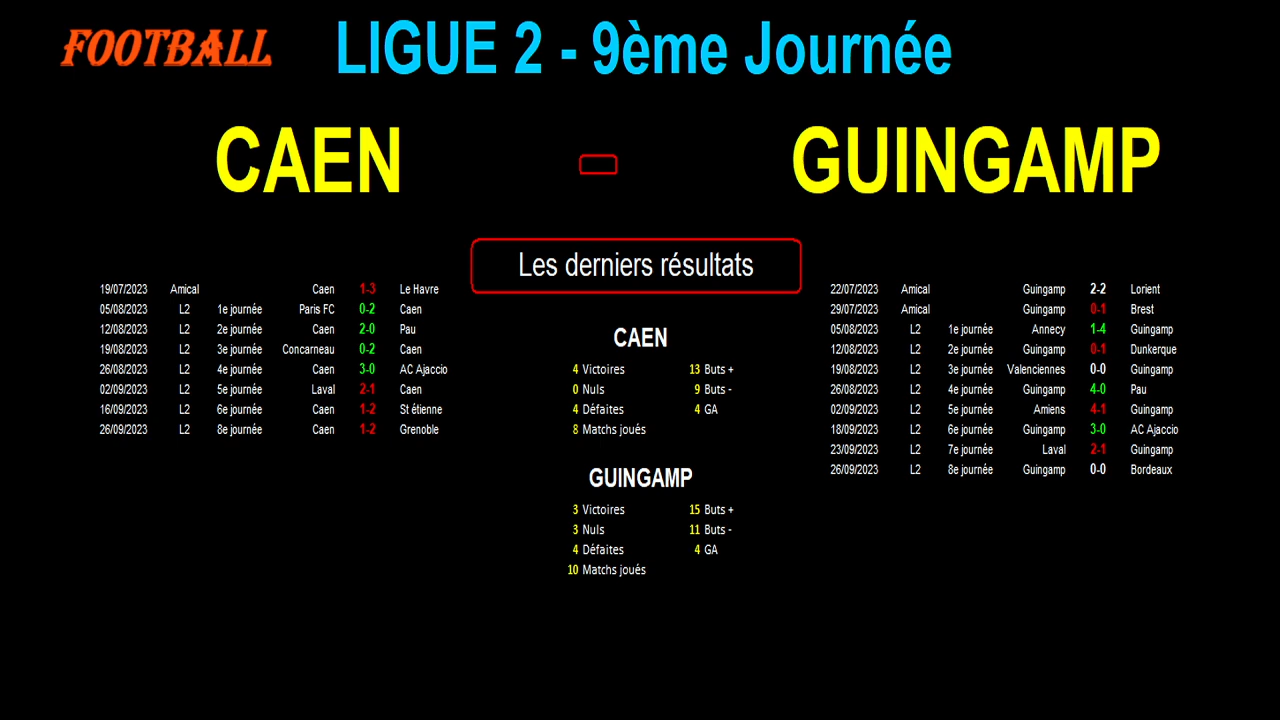 FOOTBALL
LIGUE 2 - 9ème Journée
CAEN
GUINGAMP
Les derniers résultats
19/07/2023 Amical Caen 1-3 Le Havre
05/08/2023 L2 1e journée Paris FC 0-2 Caen
12/08/2023 L2 2e journée Caen 2-0 Pau
19/08/2023 L2 3e journée Concarneau 0-2 Caen
26/08/2023 L2 4e journée Caen 3-0 AC Ajaccio
02/09/2023 L2 5e journée Laval 2-1 Caen
16/09/2023 L2 6e journée Caen 1-2 St étienne
26/09/2023 L2 8e journée Caen 1-2 Grenoble
CAEN
4 Victoires 13 Buts +
0 Nuls 9 Buts -
4 Défaites 4 GA
8 Matchs joués
GUINGAMP
3 Victoires 15 Buts +
3 Nuls 11 Buts -
4 Défaites 4 GA
10 Matchs joués
22/07/2023 Amical Guingamp 2-2 Lorient
29/07/2023 Amical Guingamp 0-1 Brest
05/08/2023 L2 1e journée Annecy 1-4 Guingamp
12/08/2023 L2 2e journée Guingamp 0-1 Dunkerque
19/08/2023 L2 3e journée Valenciennes 0-0 Guingamp
26/08/2023 L2 4e journée Guingamp 4-0 Pau
02/09/2023 L2 5e journée Amiens 4-1 Guingamp
18/09/2023 L2 6e journée Guingamp 3-0 AC Ajaccio
23/09/2023 L2 7e journée Laval 2-1 Guingamp
26/09/2023 L2 8e journée Guingamp 0-0 Bordeaux